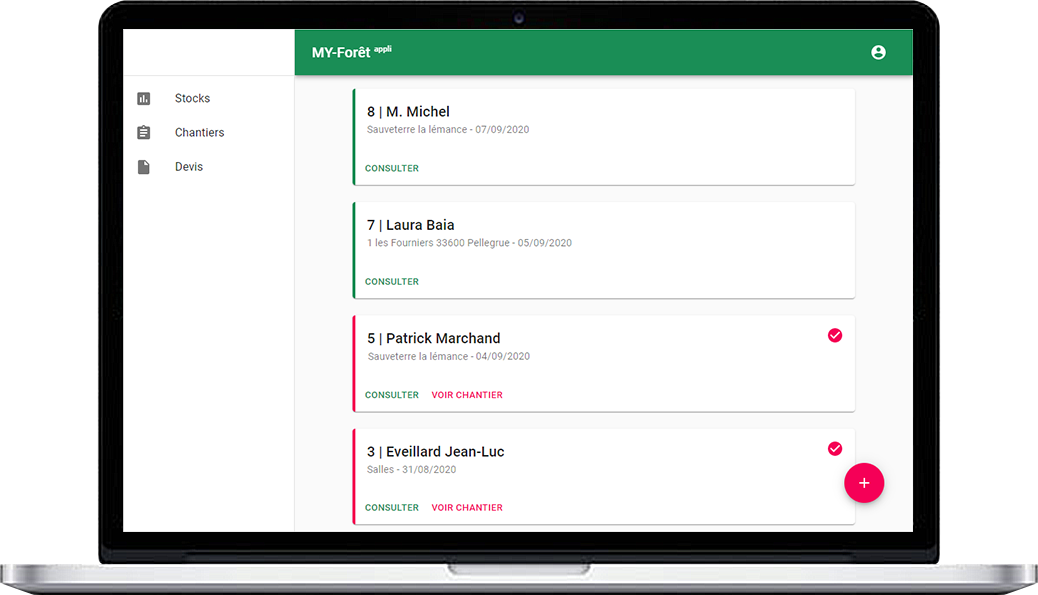 MY-Forêt appli
Stocks
Chantiers
Devis
8 | M. Michel
Sauveterre la lémance - 07/09/2020
CONSULTER
7 | Laura Baia
1 les Fourniers 33600 Pellegrue - 05/09/2020
CONSULTER
5 | Patrick Marchand
Sauveterre la lémance - 04/09/2020
CONSULTER VOIR CHANTIER
3 | Eveillard Jean-Luc
Salles - 31/08/2020
CONSULTER VOIR CHANTIER